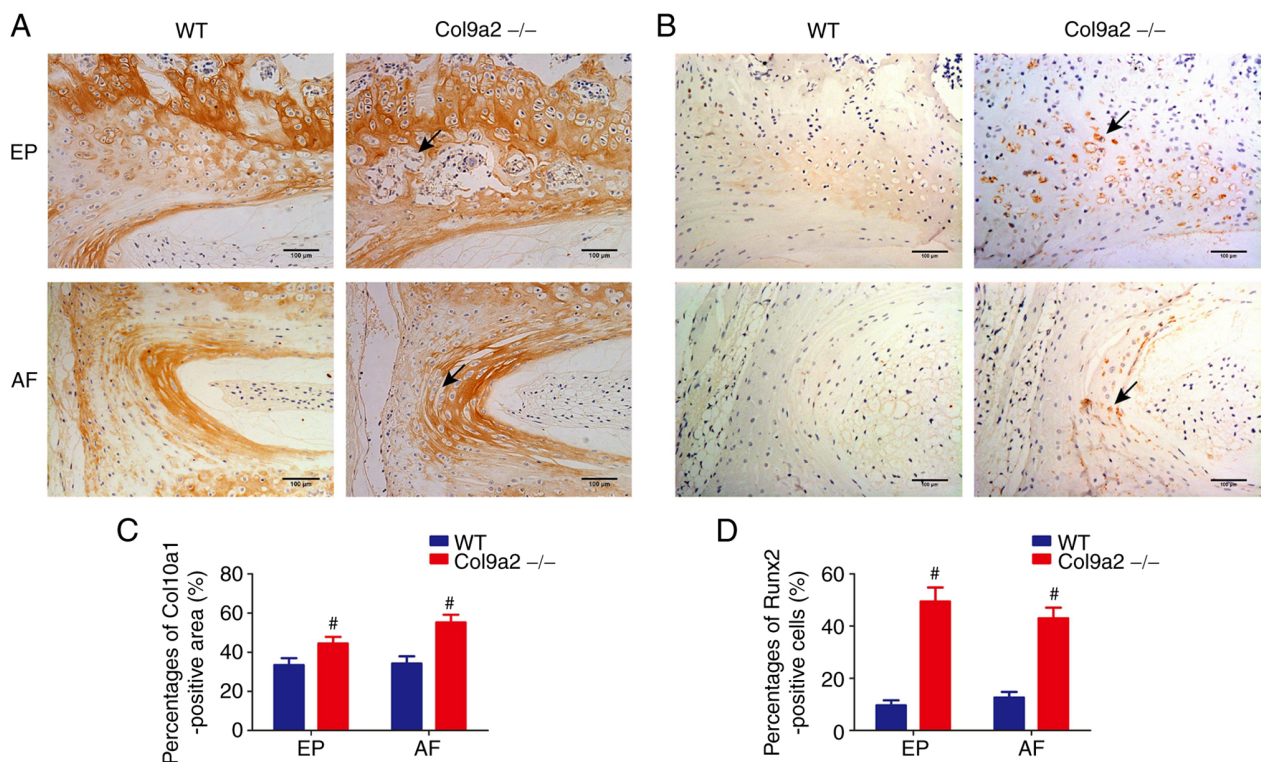 A
WT
Col9a2 –/–
B
WT
Col9a2 –/–
EP
100 µm
100 µm
100 µm
100 µm
AF
100 µm
100 µm
100 µm
100 µm
C
WT
Col9a2 –/–
Percentages of Col10a1
-positive area (%)
80
60
40
20
0
#
#
EP
AF
D
WT
Col9a2 –/–
Percentages of Runx2
-positive cells (%)
60
40
20
0
#
#
EP
AF